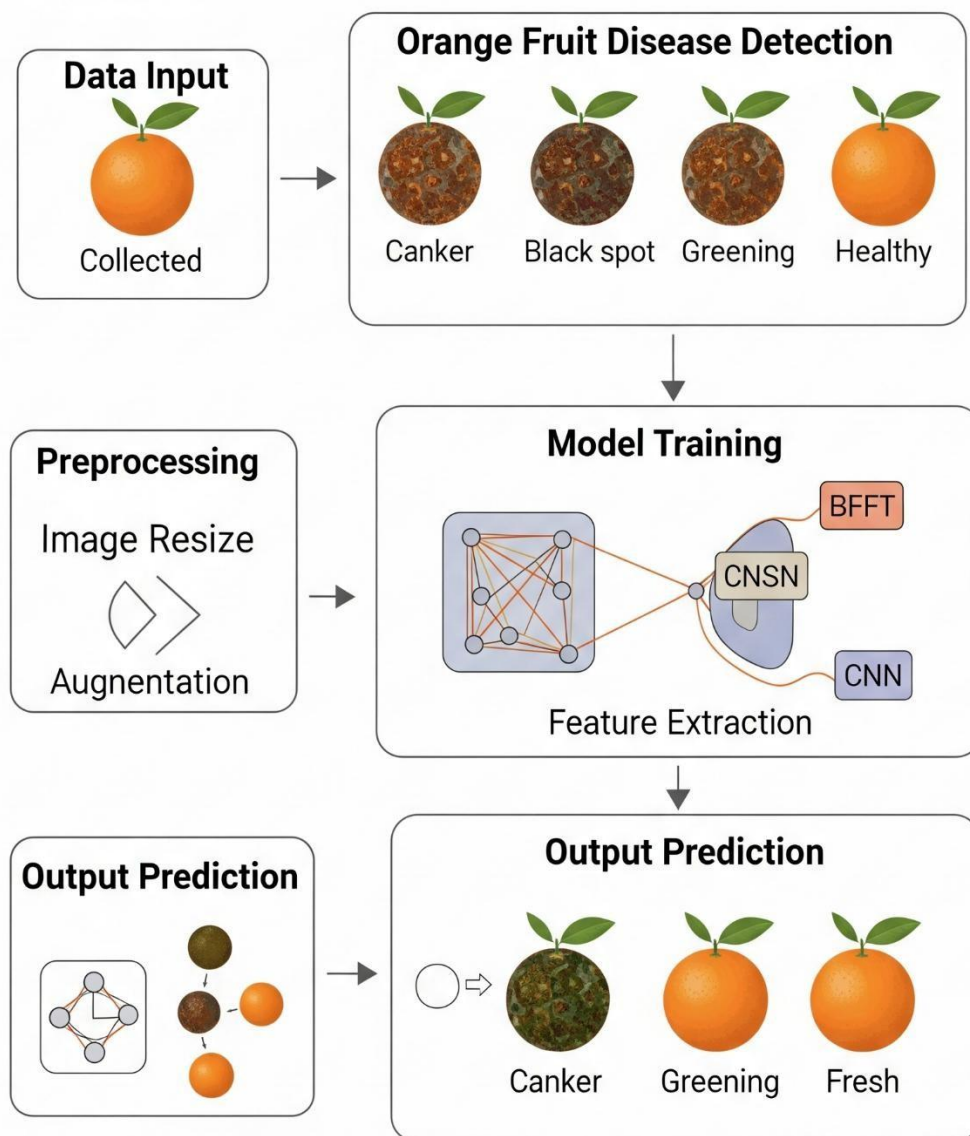 Data Input
Collected
Orange Fruit Disease Detection
Canker
Black spot
Greening
Healthy
Preprocessing
Image Resize
Augnentation
Model Training
BFFT
CNSN
CNN
Feature Extraction
Output Prediction
Output Prediction
Canker
Greening
Fresh